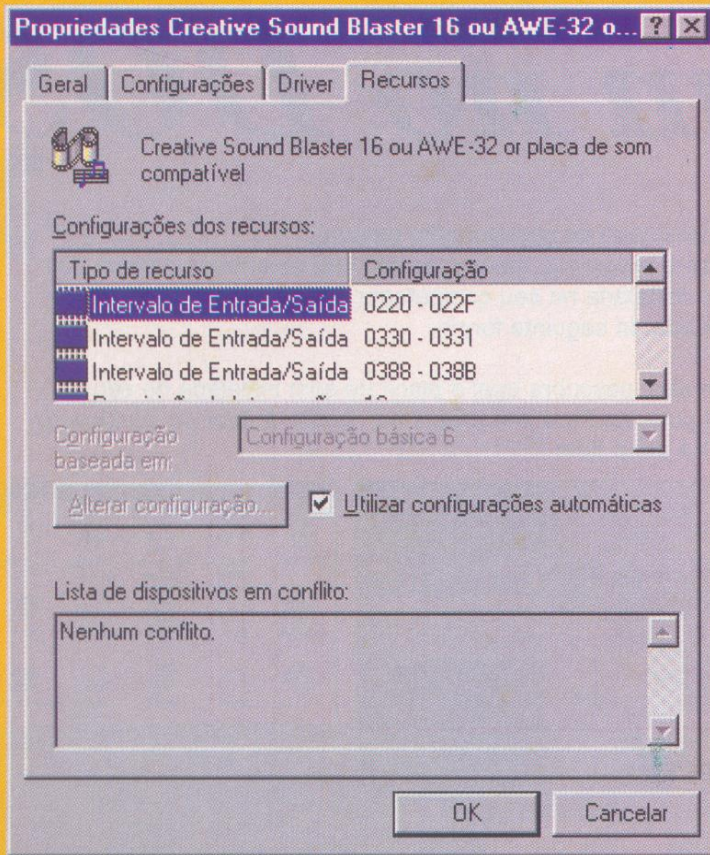 Propriedades Creative Sound Blaster 16 ou AWE-32 o...
Geral
Configurações
Driver
Recursos
Creative Sound Blaster 16 ou AWE-32 or placa de som
compatível
Configurações dos recursos:
Tipo de recurso
Configuração
Intervalo de Entrada/Saída 0220 - 022F
Intervalo de Entrada/Saída 0330 - 0331
Intervalo de Entrada/Saída 0388 - 038B
Configuração
baseada em:
Configuração básica 6
Alterar configuração...
Utilizar configurações automáticas
Lista de dispositivos em conflito:
Nenhum conflito.
OK
Cancelar